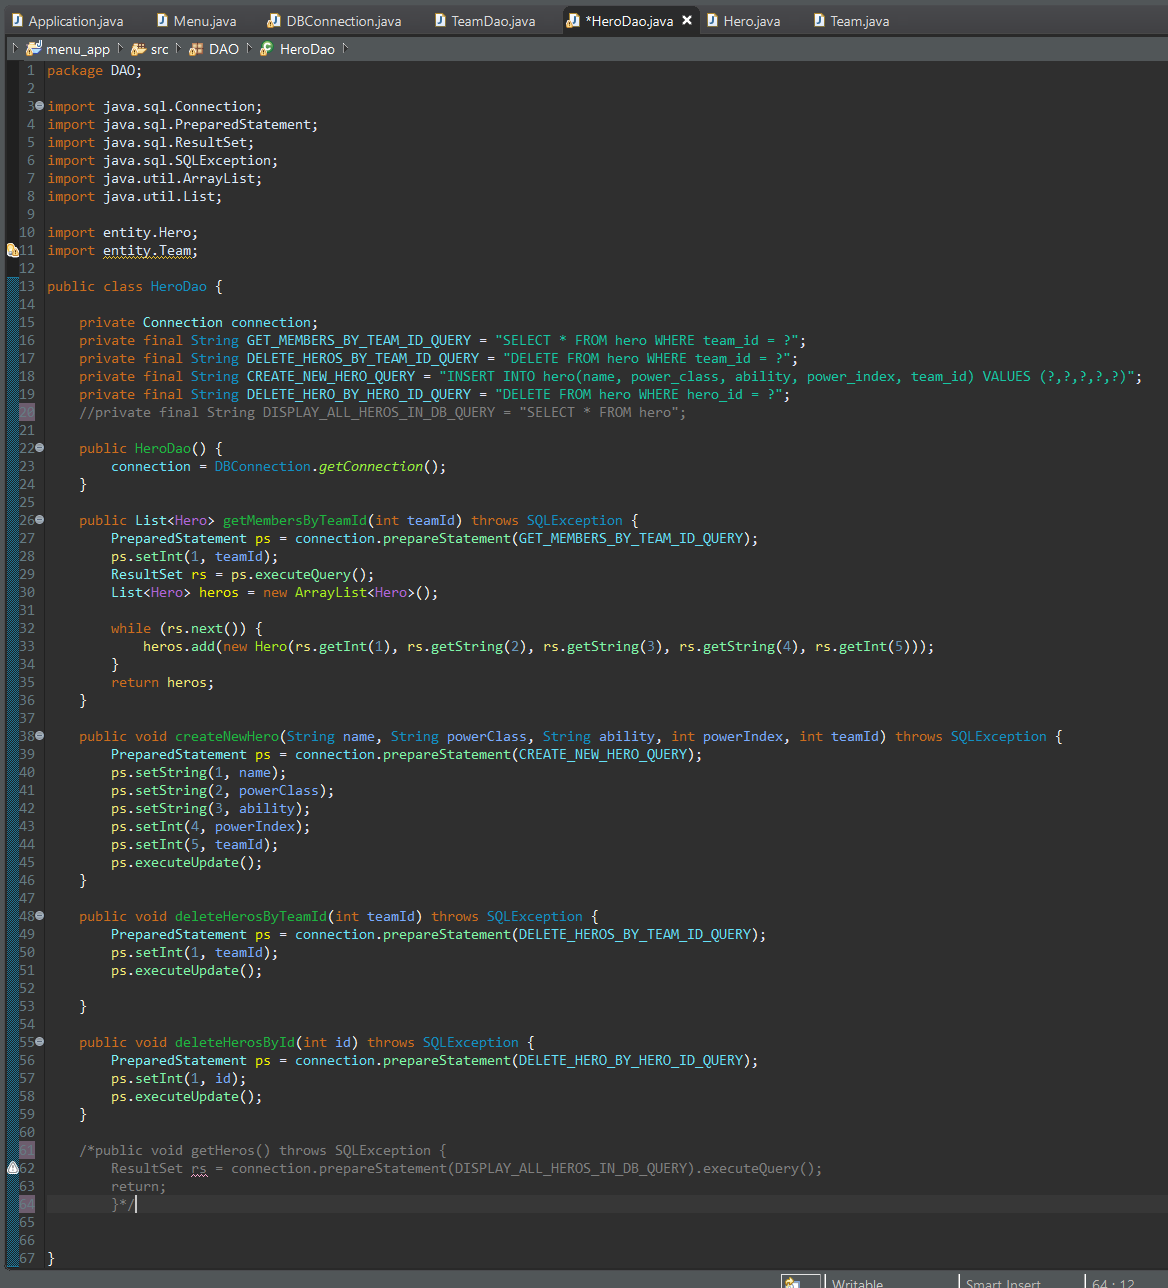 Application.java Menu.java DBConnection.java TeamDao.java *HeroDao.java Hero.java Team.java
menu_app src DAO HeroDao
1 package DAO;
2
3 import java.sql.Connection;
4 import java.sql.PreparedStatement;
5 import java.sql.ResultSet;
6 import java.sql.SQLException;
7 import java.util.ArrayList;
8 import java.util.List;
9
10 import entity.Hero;
11 import entity.Team;
12
13 public class HeroDao {
14
15     private Connection connection;
16     private final String GET_MEMBERS_BY_TEAM_ID_QUERY = "SELECT * FROM hero WHERE team_id = ?";
17     private final String DELETE_HEROS_BY_TEAM_ID_QUERY = "DELETE FROM hero WHERE team_id = ?";
18     private final String CREATE_NEW_HERO_QUERY = "INSERT INTO hero(name, power_class, ability, power_index, team_id) VALUES (?,?,?,?,?)";
19     private final String DELETE_HERO_BY_HERO_ID_QUERY = "DELETE FROM hero WHERE hero_id = ?";
20     //private final String DISPLAY_ALL_HEROS_IN_DB_QUERY = "SELECT * FROM hero";
21
22     public HeroDao() {
23         connection = DBConnection.getConnection();
24     }
25
26     public List<Hero> getMembersByTeamId(int teamId) throws SQLException {
27         PreparedStatement ps = connection.prepareStatement(GET_MEMBERS_BY_TEAM_ID_QUERY);
28         ps.setInt(1, teamId);
29         ResultSet rs = ps.executeQuery();
30         List<Hero> heros = new ArrayList<Hero>();
31
32         while (rs.next()) {
33             heros.add(new Hero(rs.getInt(1), rs.getString(2), rs.getString(3), rs.getString(4), rs.getInt(5)));
34         }
35         return heros;
36     }
37
38     public void createNewHero(String name, String powerClass, String ability, int powerIndex, int teamId) throws SQLException {
39         PreparedStatement ps = connection.prepareStatement(CREATE_NEW_HERO_QUERY);
40         ps.setString(1, name);
41         ps.setString(2, powerClass);
42         ps.setString(3, ability);
43         ps.setInt(4, powerIndex);
44         ps.setInt(5, teamId);
45         ps.executeUpdate();
46     }
47
48     public void deleteHerosByTeamId(int teamId) throws SQLException {
49         PreparedStatement ps = connection.prepareStatement(DELETE_HEROS_BY_TEAM_ID_QUERY);
50         ps.setInt(1, teamId);
51         ps.executeUpdate();
52
53     }
54
55     public void deleteHerosById(int id) throws SQLException {
56         PreparedStatement ps = connection.prepareStatement(DELETE_HERO_BY_HERO_ID_QUERY);
57         ps.setInt(1, id);
58         ps.executeUpdate();
59     }
60
61     /*public void getHeros() throws SQLException {
62         ResultSet rs = connection.prepareStatement(DISPLAY_ALL_HEROS_IN_DB_QUERY).executeQuery();
63         return;
64         }*/
65
66
67 }
Writable Smart Insert 64 : 12